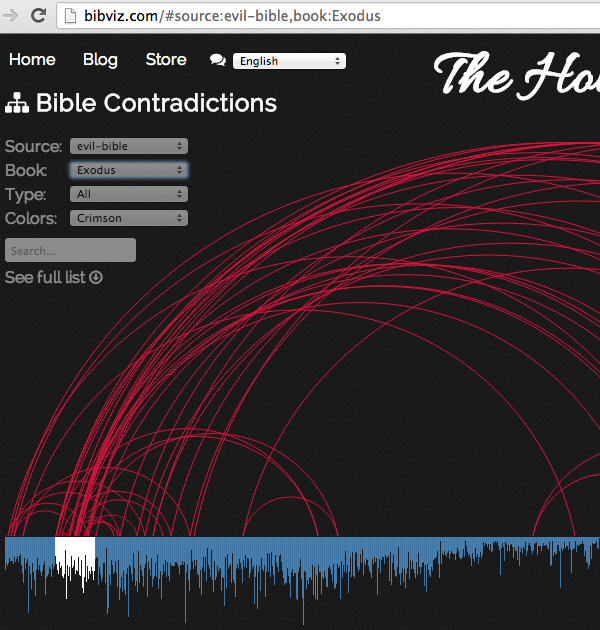 bibviz.com/#source:evil-bible,book:Exodus
Home Blog Store English
The Hol
Bible Contradictions
Source: evil-bible
Book: Exodus
Type: All
Colors: Crimson
Search...
See full list